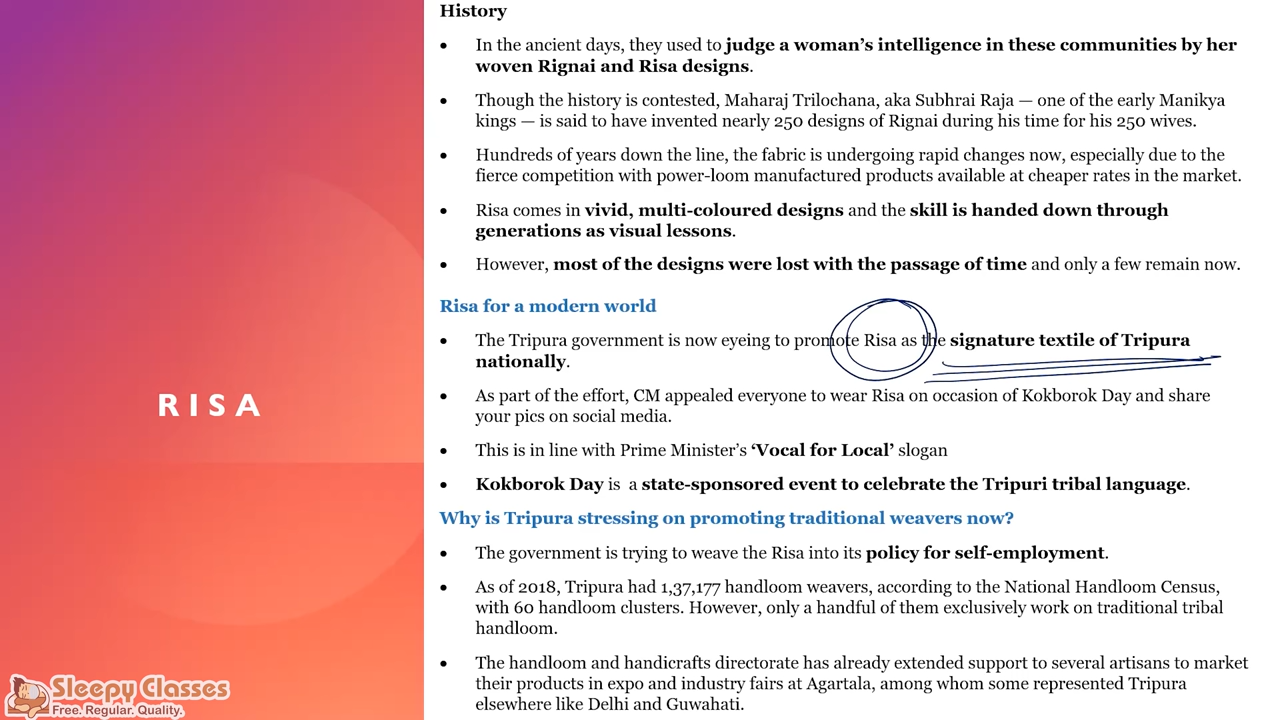 History
• In the ancient days, they used to judge a woman's intelligence in these communities by her
woven Rignai and Risa designs.
• Though the history is contested, Maharaj Trilochana, aka Subhrai Raja — one of the early Manikya
kings — is said to have invented nearly 250 designs of Rignai during his time for his 250 wives.
• Hundreds of years down the line, the fabric is undergoing rapid changes now, especially due to the
fierce competition with power-loom manufactured products available at cheaper rates in the market.
• Risa comes in vivid, multi-coloured designs and the skill is handed down through
generations as visual lessons.
• However, most of the designs were lost with the passage of time and only a few remain now.
Risa for a modern world
• The Tripura government is now eyeing to promote Risa as the signature textile of Tripura
nationally.
• As part of the effort, CM appealed everyone to wear Risa on occasion of Kokborok Day and share
your pics on social media.
• This is in line with Prime Minister's ‘Vocal for Local’ slogan
• Kokborok Day is a state-sponsored event to celebrate the Tripuri tribal language.
Why is Tripura stressing on promoting traditional weavers now?
• The government is trying to weave the Risa into its policy for self-employment.
• As of 2018, Tripura had 1,37,177 handloom weavers, according to the National Handloom Census,
with 60 handloom clusters. However, only a handful of them exclusively work on traditional tribal
handloom.
• The handloom and handicrafts directorate has already extended support to several artisans to market
their products in expo and industry fairs at Agartala, among whom some represented Tripura
elsewhere like Delhi and Guwahati.
RISA
Sleepy Classes
Free. Regular. Quality.